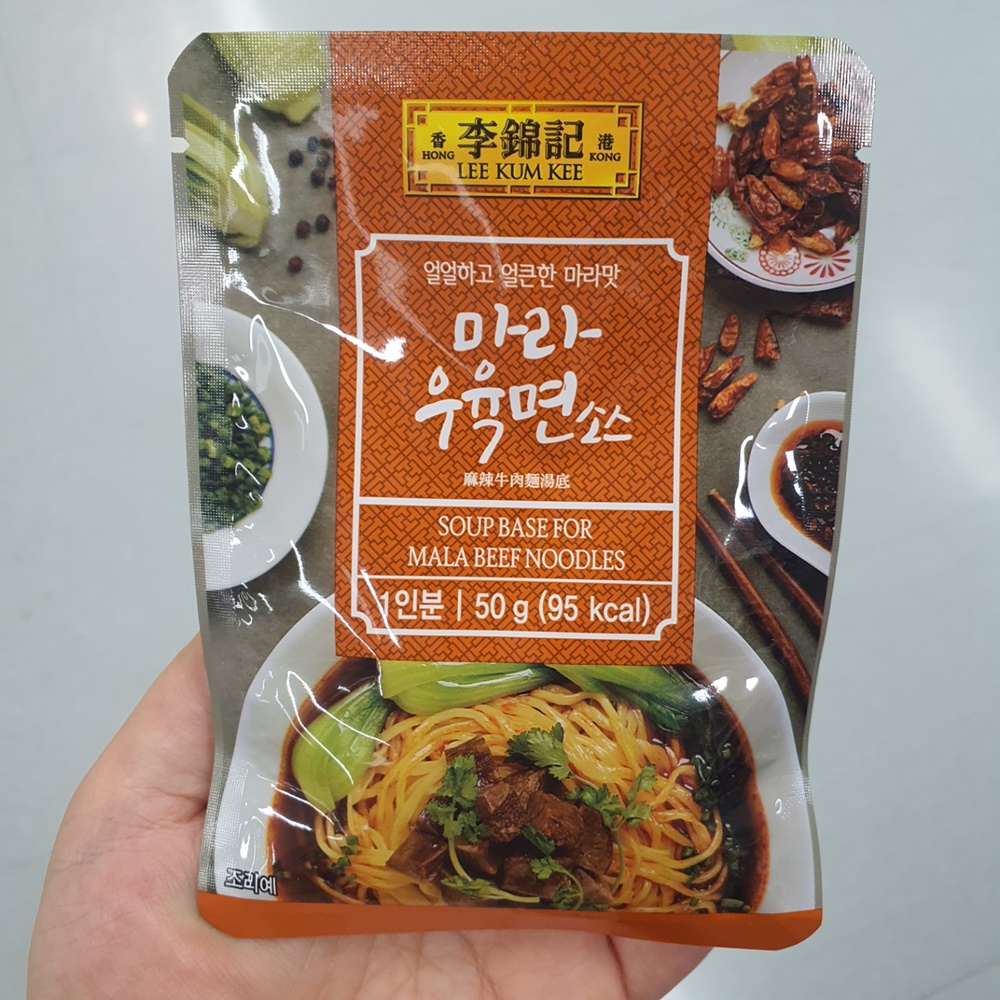 香 李錦記 港
HONG KONG
LEE KUM KEE
얼얼하고 얼큰한 마라맛
마라
우육면소스
麻辣牛肉麵湯底
SOUP BASE FOR
MALA BEEF NOODLES
1인분 | 50 g (95 kcal)
조리예